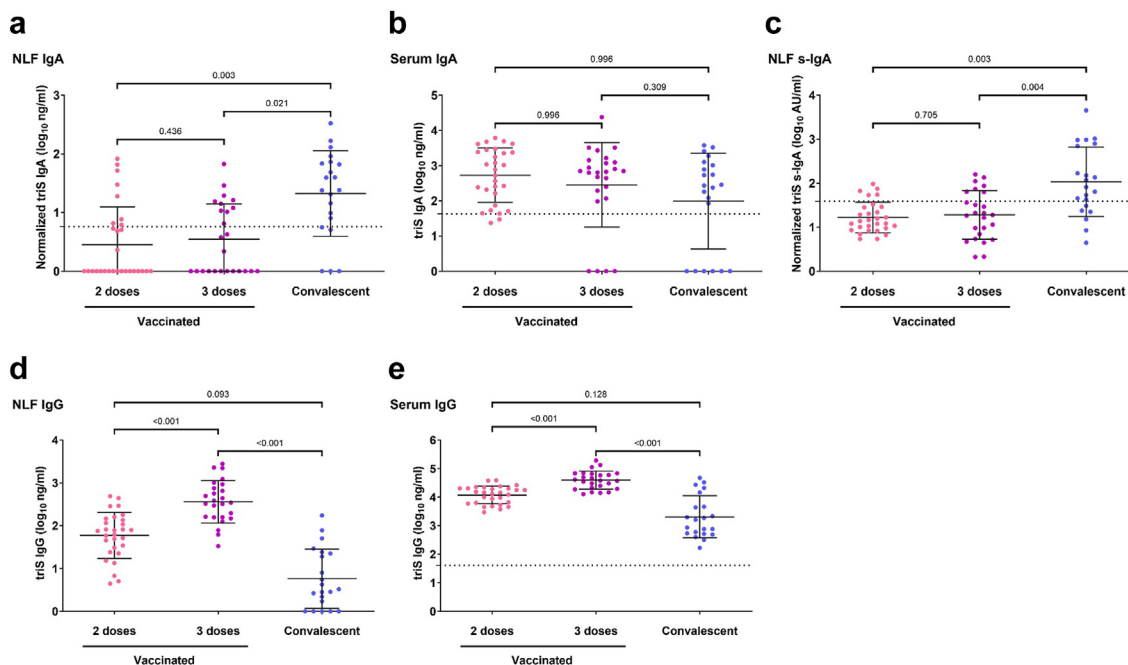 a
NLF IgA
0.003
0.021
0.436
Normalized triS IgA (log10 ng/ml)
3
2
1
0
2 doses
3 doses
Convalescent
Vaccinated
b
Serum IgA
0.996
0.309
0.996
triS IgA (log10 ng/ml)
5
4
3
2
1
0
2 doses
3 doses
Convalescent
Vaccinated
c
NLF s-IgA
0.003
0.004
0.705
Normalized triS s-IgA (log10 AU/ml)
4
3
2
1
0
2 doses
3 doses
Convalescent
Vaccinated
d
NLF IgG
0.093
<0.001
<0.001
triS IgG (log10 ng/ml)
4
3
2
1
0
2 doses
3 doses
Convalescent
Vaccinated
e
Serum IgG
0.128
<0.001
<0.001
triS IgG (log10 ng/ml)
6
5
4
3
2
1
0
2 doses
3 doses
Convalescent
Vaccinated